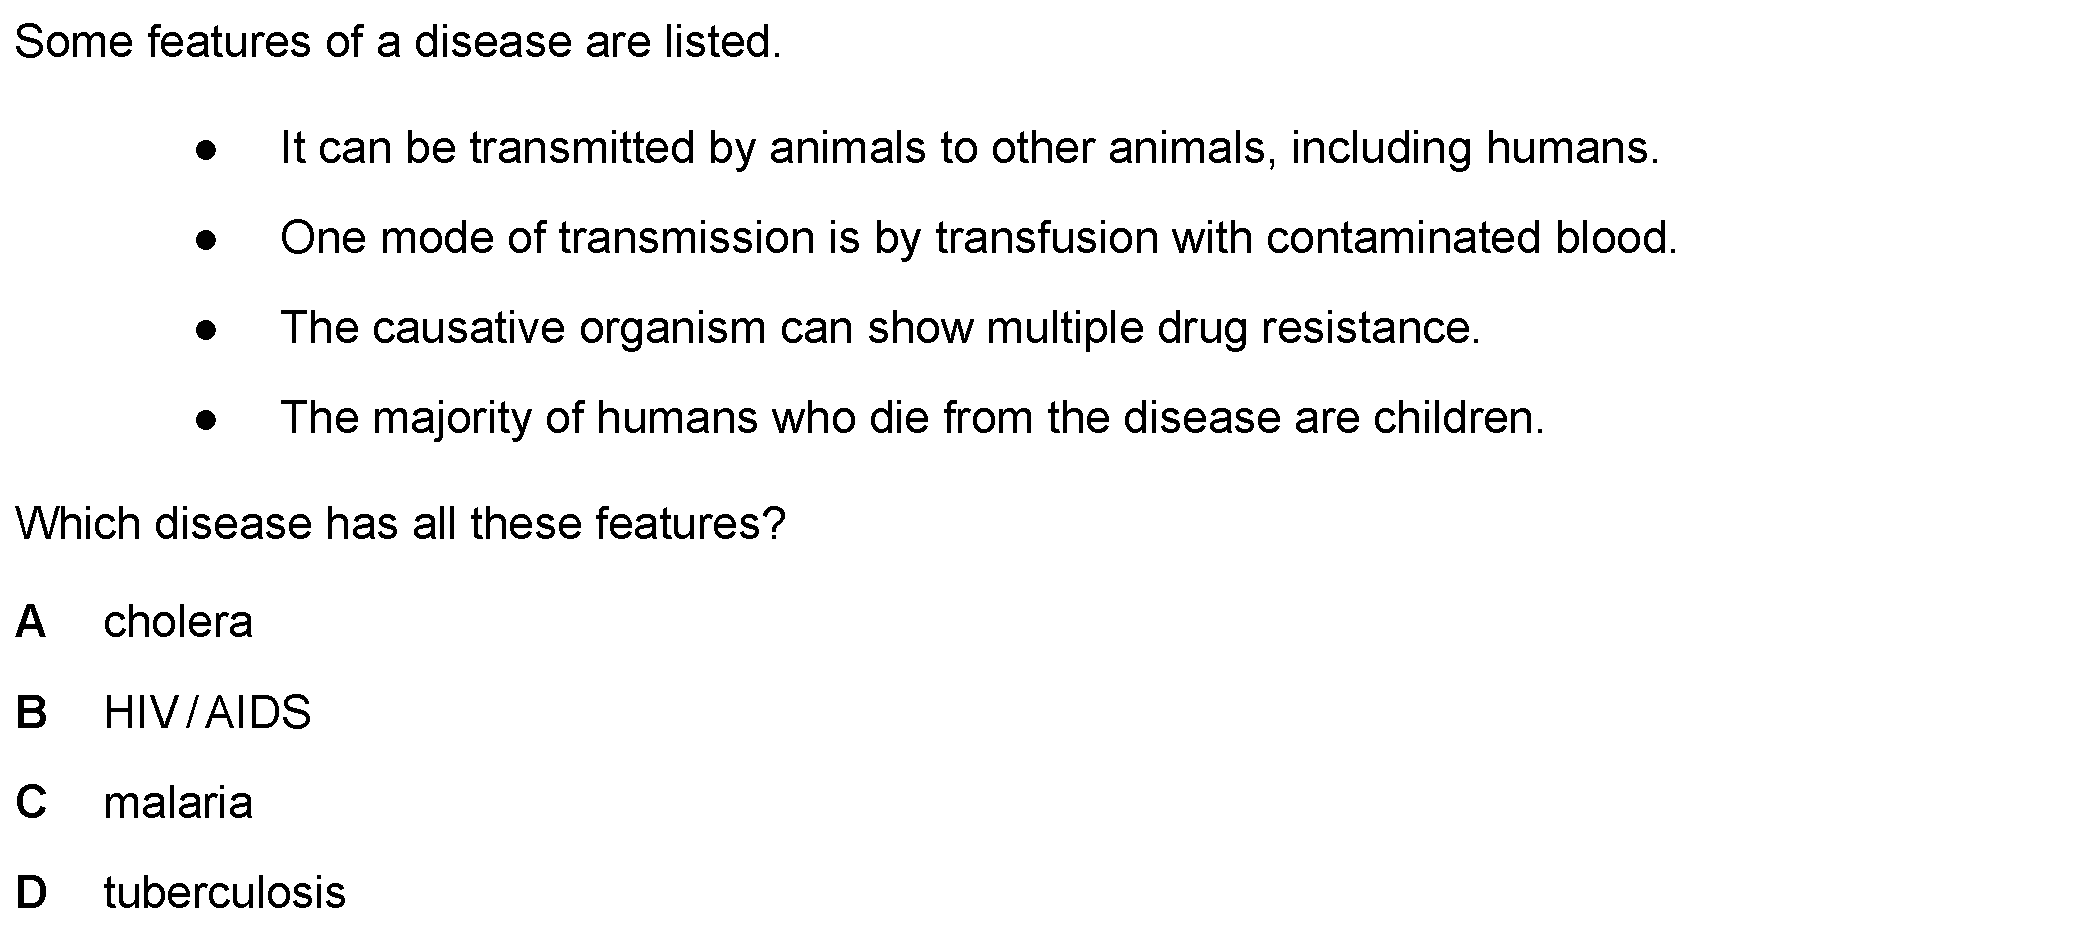 Some features of a disease are listed.
● It can be transmitted by animals to other animals, including humans.
● One mode of transmission is by transfusion with contaminated blood.
● The causative organism can show multiple drug resistance.
● The majority of humans who die from the disease are children.
Which disease has all these features?
A cholera
B HIV/AIDS
C malaria
D tuberculosis